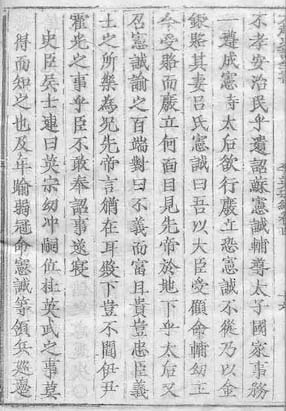 不孝安治民乎遺詔蘇憲誠輔尊太子國家事務
一遵成憲寺太后欲行廢立恐憲誠不從乃以金
銀賂其妻呂氏憲誠曰吾以大臣受顧命輔幼主
今受賂而廢立何面目見先帝於地下乎太后又
召憲誠諭之百端對曰不義而富且貴豈忠臣義
士之所樂為况先帝言猶在耳殿下豈不聞伊尹
霍光之事乎臣不敢奉詔事遂寢
史臣吳士連曰英宗幼冲嗣位杜英武之事莫
得而知之也及年踰弱冠命憲誠等領兵巡邊